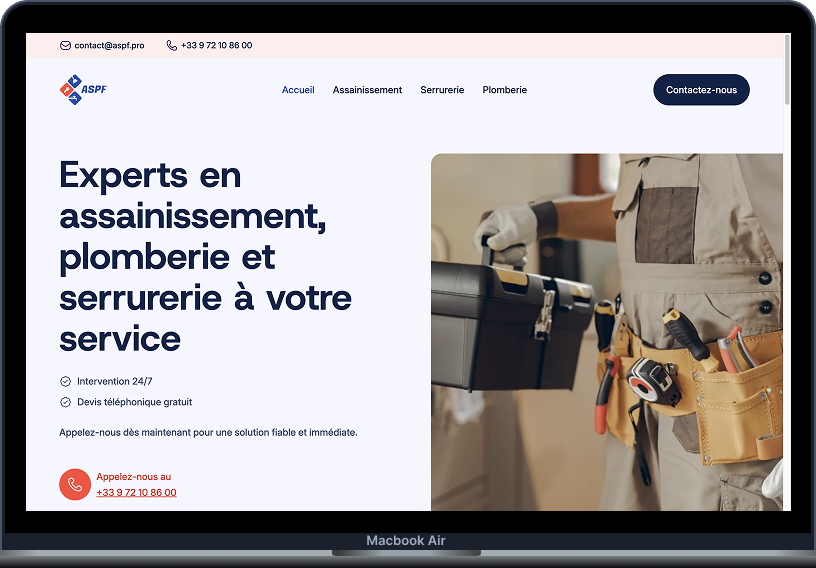 contact@aspf.pro +33 9 72 10 86 00
ASPF
Accueil Assainissement Serrurerie Plomberie
Contactez-nous
Experts en
assainissement,
plomberie et
serrurerie à votre
service
Intervention 24/7
Devis téléphonique gratuit
Appelez-nous dès maintenant pour une solution fiable et immédiate.
Appelez-nous au
+33 9 72 10 86 00
Macbook Air